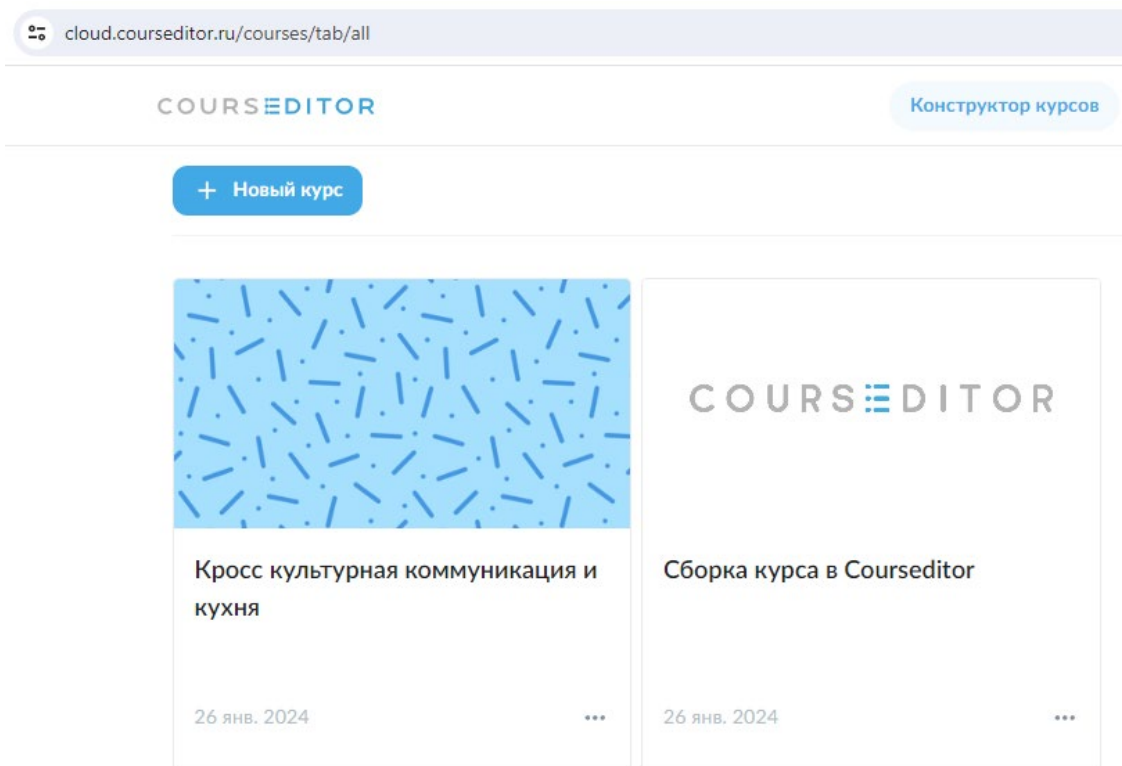 cloud.courseditor.ru/courses/tab/all
COURSEDITOR
Конструктор курсов
+ Новый курс
COURSEDITOR
Кросс культурная коммуникация и
кухня
Сборка курса в Courseditor
26 янв. 2024
26 янв. 2024